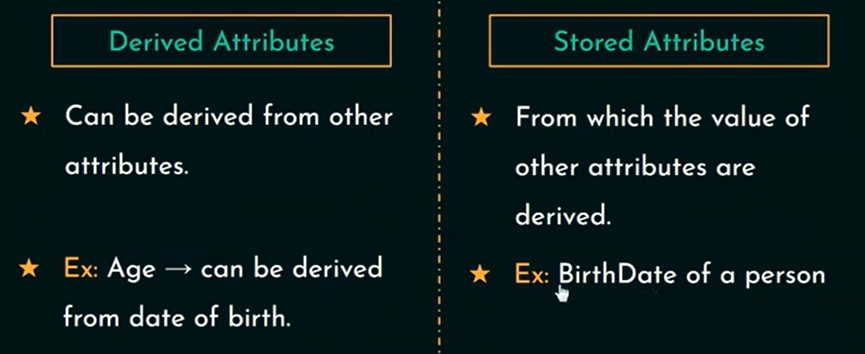 Derived Attributes
★ Can be derived from other
attributes.
★ Ex: Age → can be derived
from date of birth.
Stored Attributes
★ From which the value of
other attributes are
derived.
★ Ex: BirthDate of a person